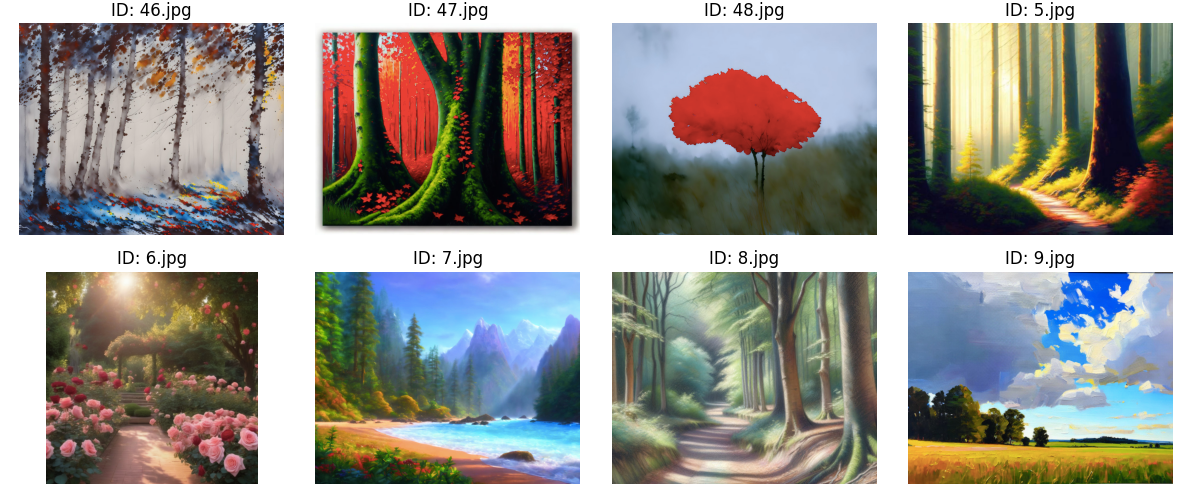 ID: 46.jpg
ID: 47.jpg
ID: 48.jpg
ID: 5.jpg
ID: 6.jpg
ID: 7.jpg
ID: 8.jpg
ID: 9.jpg